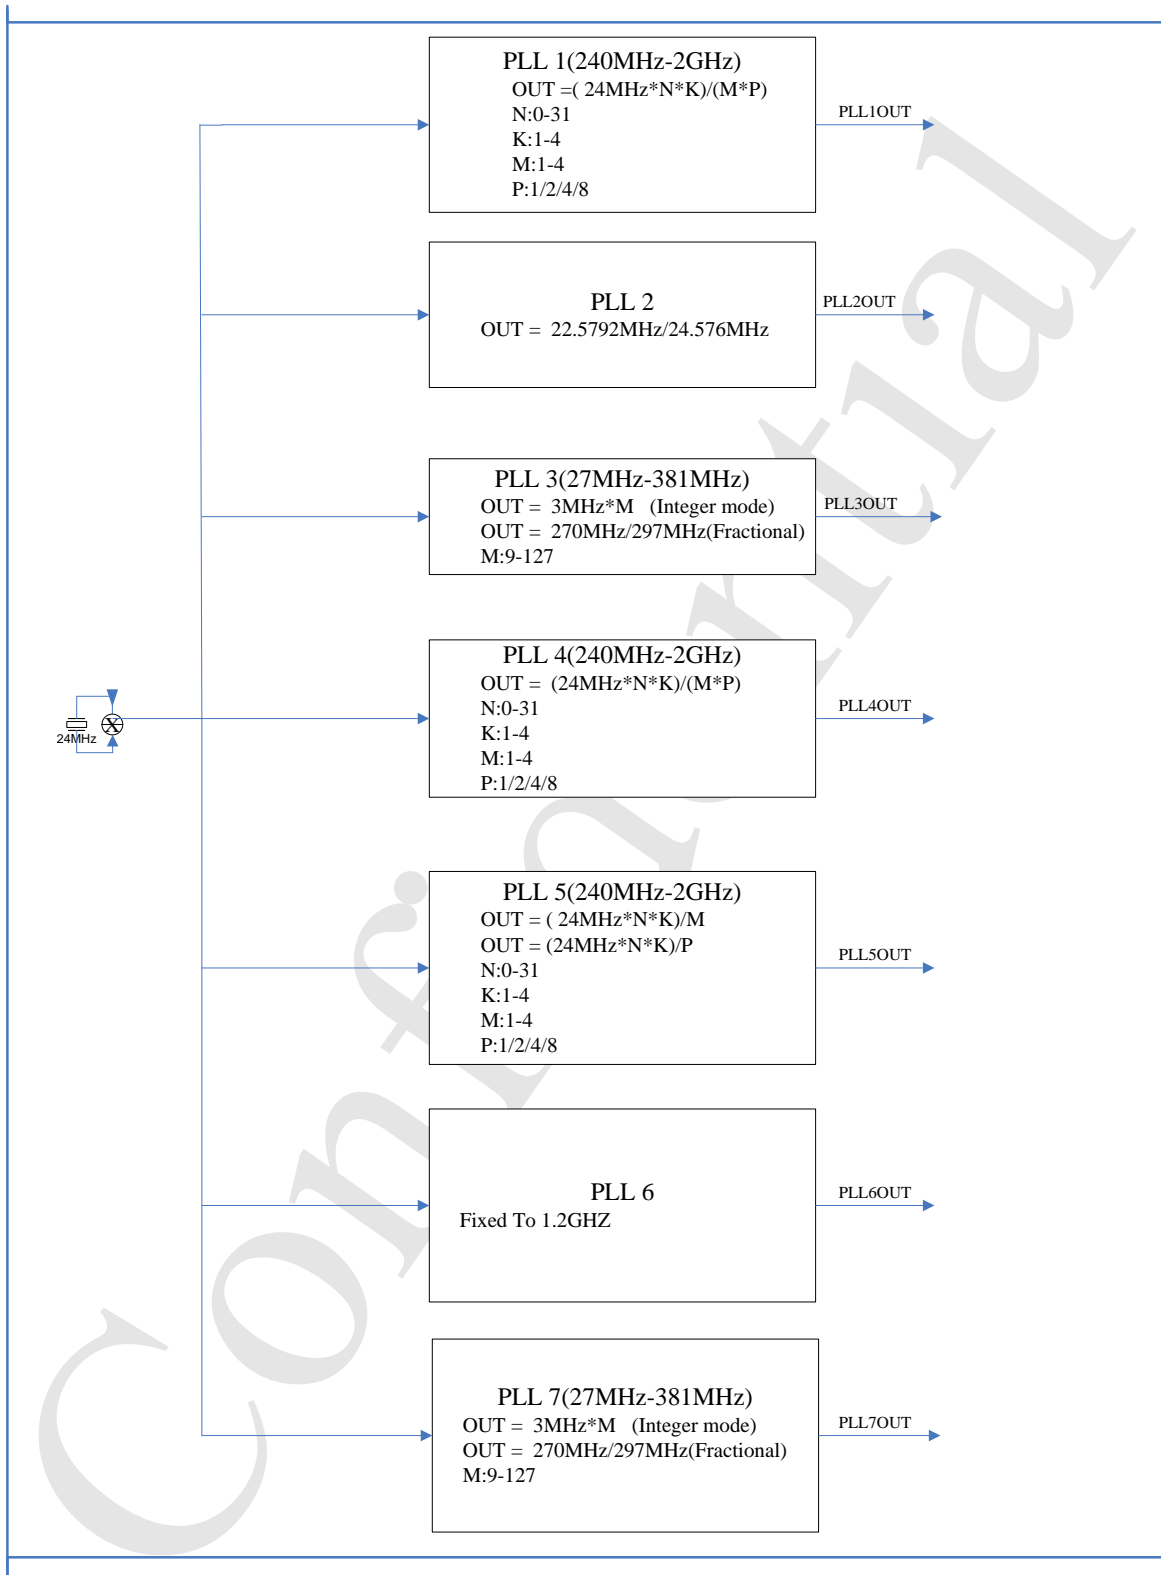 PLL 1(240MHz-2GHz)
OUT =( 24MHz*N*K)/(M*P)
N:0-31
K:1-4
M:1-4
P:1/2/4/8
PLL1OUT
PLL 2
OUT = 22.5792MHz/24.576MHz
PLL2OUT
PLL 3(27MHz-381MHz)
OUT = 3MHz*M (Integer mode)
OUT = 270MHz/297MHz(Fractional)
M:9-127
PLL3OUT
24MHz
X
PLL 4(240MHz-2GHz)
OUT = (24MHz*N*K)/(M*P)
N:0-31
K:1-4
M:1-4
P:1/2/4/8
PLL4OUT
PLL 5(240MHz-2GHz)
OUT = ( 24MHz*N*K)/M
OUT = (24MHz*N*K)/P
N:0-31
K:1-4
M:1-4
P:1/2/4/8
PLL5OUT
PLL 6
Fixed To 1.2GHZ
PLL6OUT
PLL 7(27MHz-381MHz)
OUT = 3MHz*M (Integer mode)
OUT = 270MHz/297MHz(Fractional)
M:9-127
PLL7OUT
Confidential